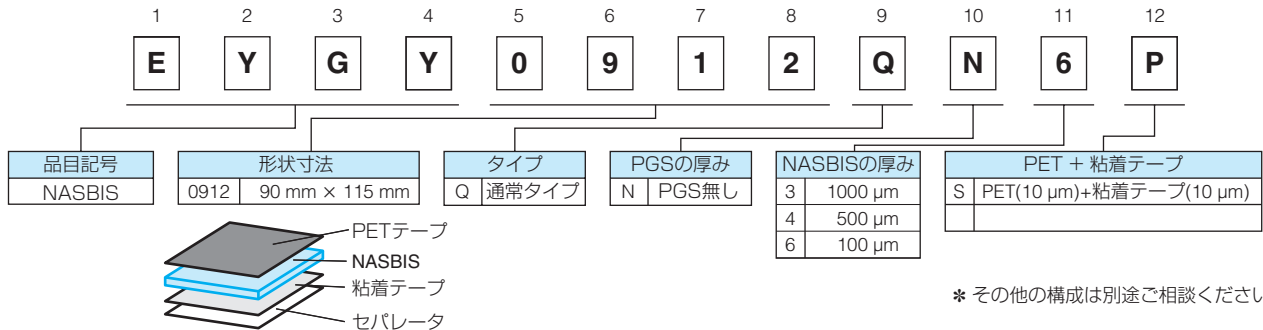 1 2 3 4 5 6 7 8 9 10 11 12
E Y G Y 0 9 1 2 Q N 6 P
品目記号
NASBIS
形状寸法
0912 90 mm × 115 mm
タイプ
Q 通常タイプ
PGSの厚み
N PGS無し
NASBISの厚み
3 1000 µm
4 500 µm
6 100 µm
PET + 粘着テープ
S PET(10 µm)+粘着テープ(10 µm)
PETテープ
NASBIS
粘着テープ
セパレータ
✽ その他の構成は別途ご相談くださ